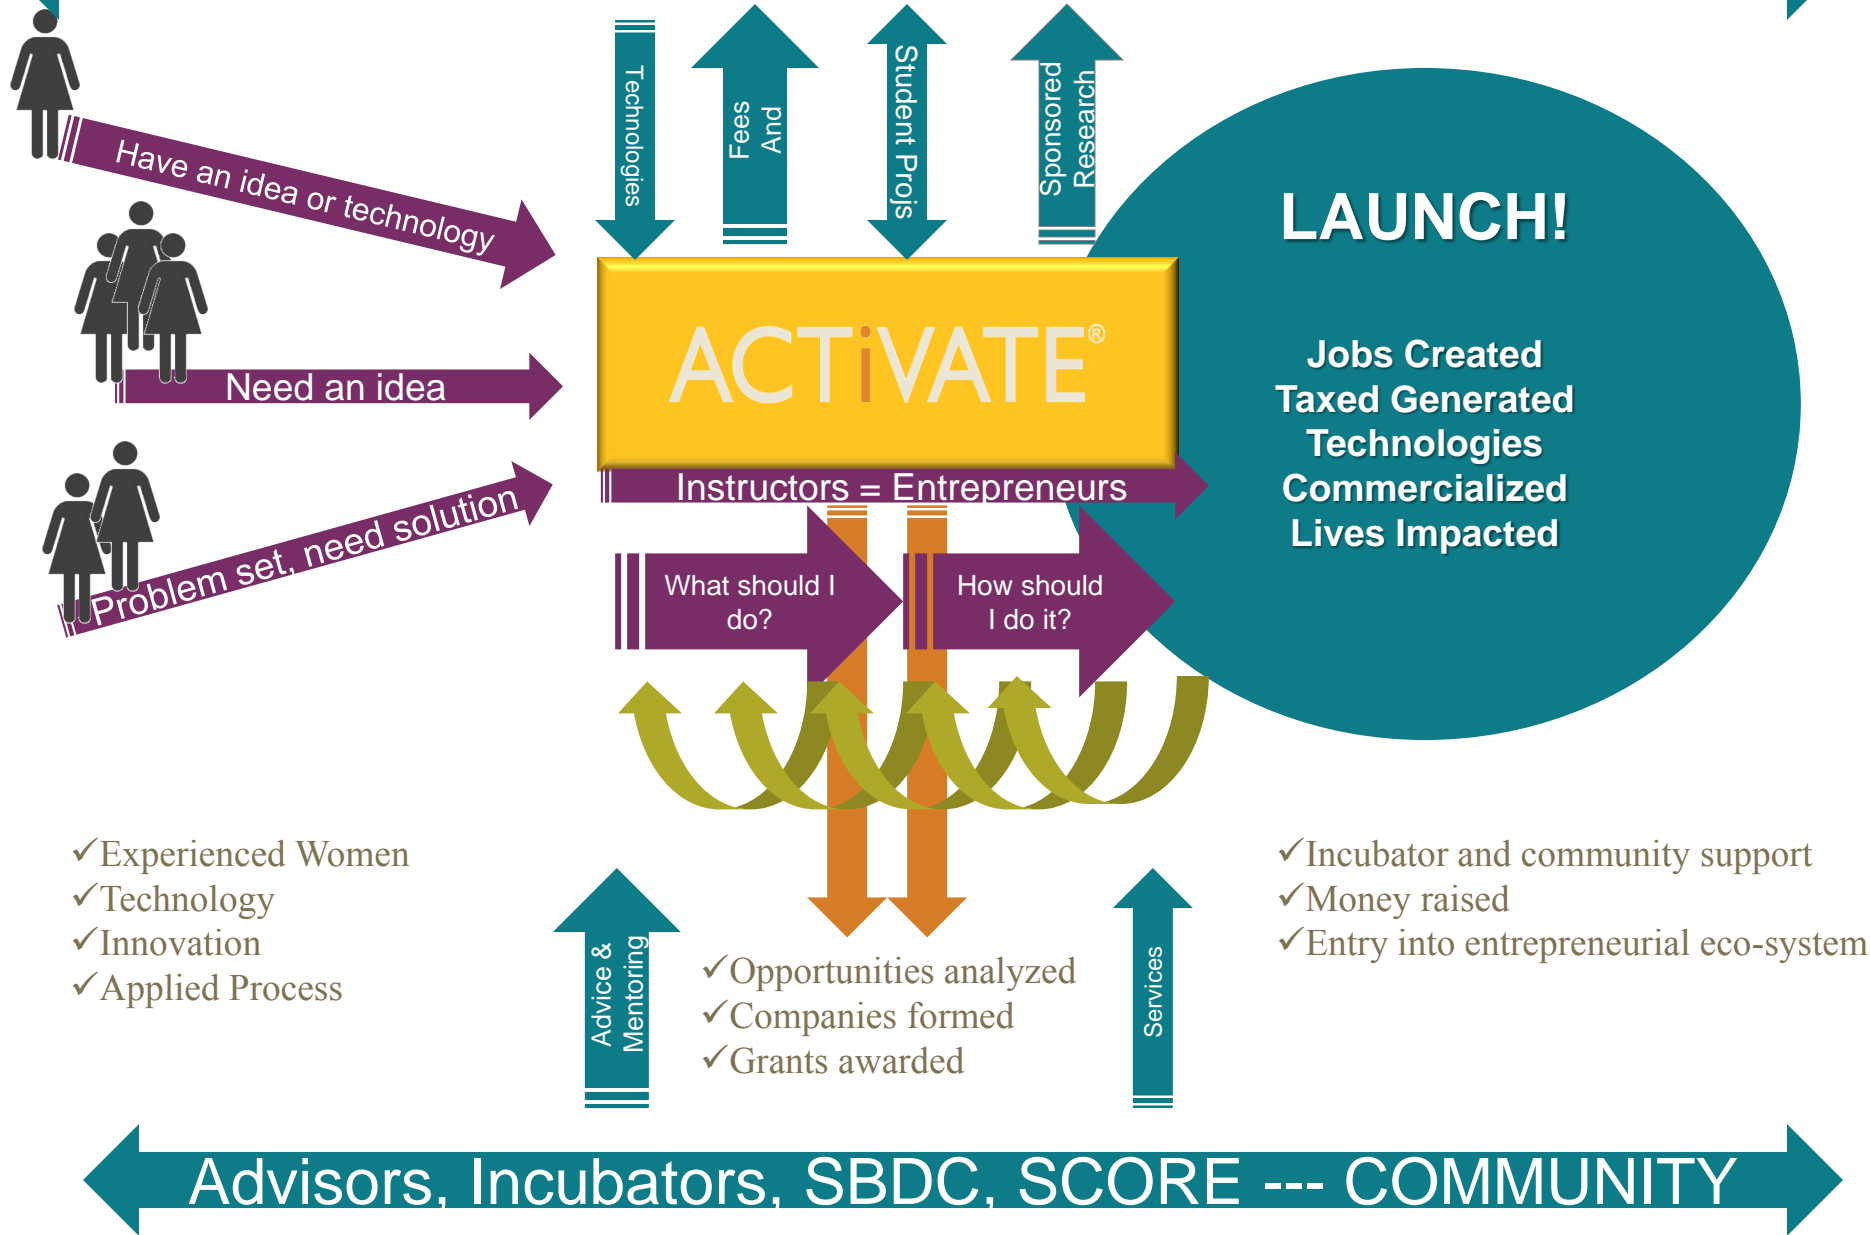 Technologies
Fees
And
Student Projs
Sponsored
Research
Have an idea or technology
Need an idea
Problem set, need solution
ACTiVATE®
Instructors = Entrepreneurs
What should I
do?
How should
I do it?
LAUNCH!
Jobs Created
Taxed Generated
Technologies
Commercialized
Lives Impacted
✓Experienced Women
✓Technology
✓Innovation
✓Applied Process
Advice &
Mentoring
✓Opportunities analyzed
✓Companies formed
✓Grants awarded
Services
✓Incubator and community support
✓Money raised
✓Entry into entrepreneurial eco-system
Advisors, Incubators, SBDC, SCORE --- COMMUNITY